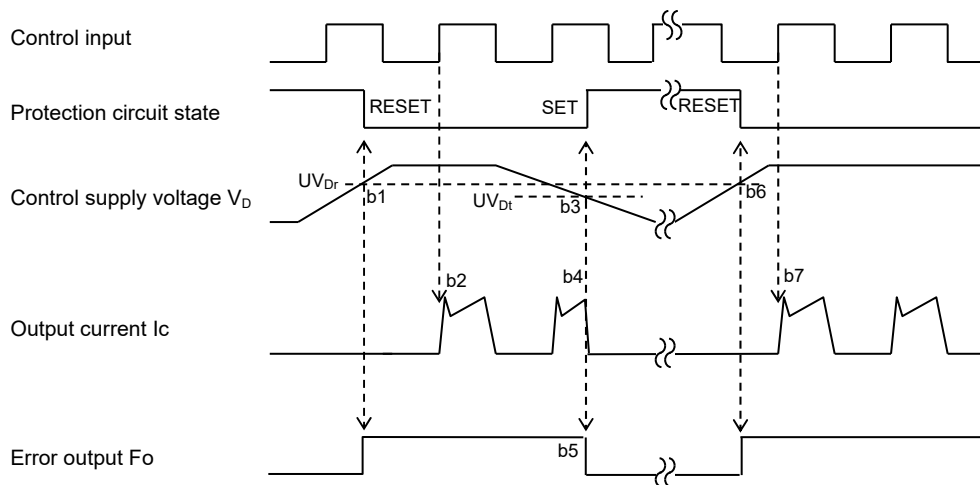 Control input
Protection circuit state
RESET
SET
RESET
Control supply voltage VD
UVDr
b1
UVDt
b3
b6
b2
b4
b7
Output current Ic
Error output Fo
b5